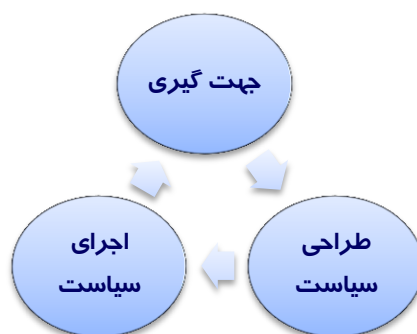 جهت گیری
طراحی
سیاست
اجرای
سیاست